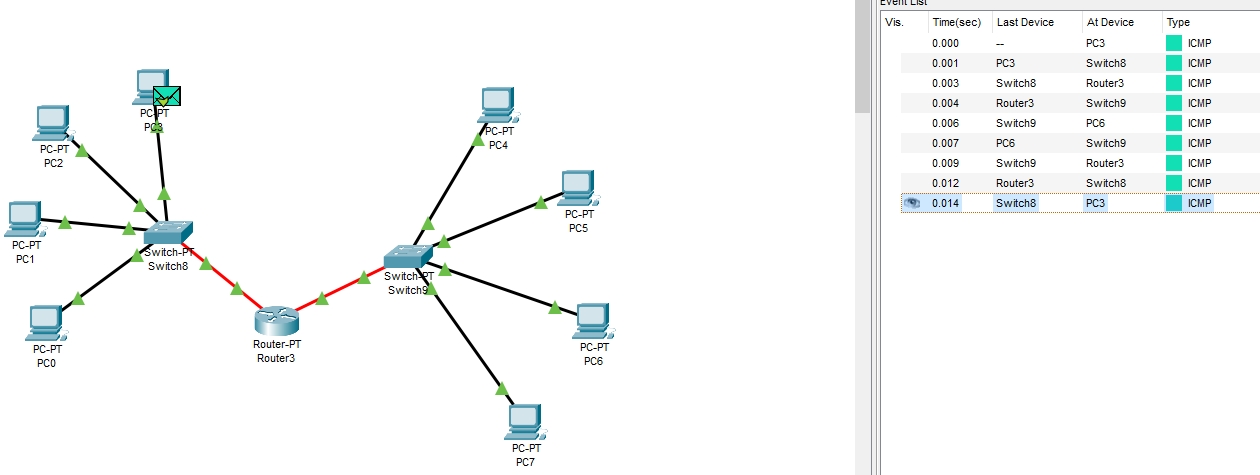 PC-PT
PC3
PC-PT
PC2
PC-PT
PC1
PC-PT
PC0
Switch-PT
Switch8
Router-PT
Router3
Switch-PT
Switch9
PC-PT
PC4
PC-PT
PC5
PC-PT
PC6
PC-PT
PC7
Event List
Vis. Time(sec) Last Device At Device Type
0.000 -- PC3 ICMP
0.001 PC3 Switch8 ICMP
0.003 Switch8 Router3 ICMP
0.004 Router3 Switch9 ICMP
0.006 Switch9 PC6 ICMP
0.007 PC6 Switch9 ICMP
0.009 Switch9 Router3 ICMP
0.012 Router3 Switch8 ICMP
0.014 Switch8 PC3 ICMP